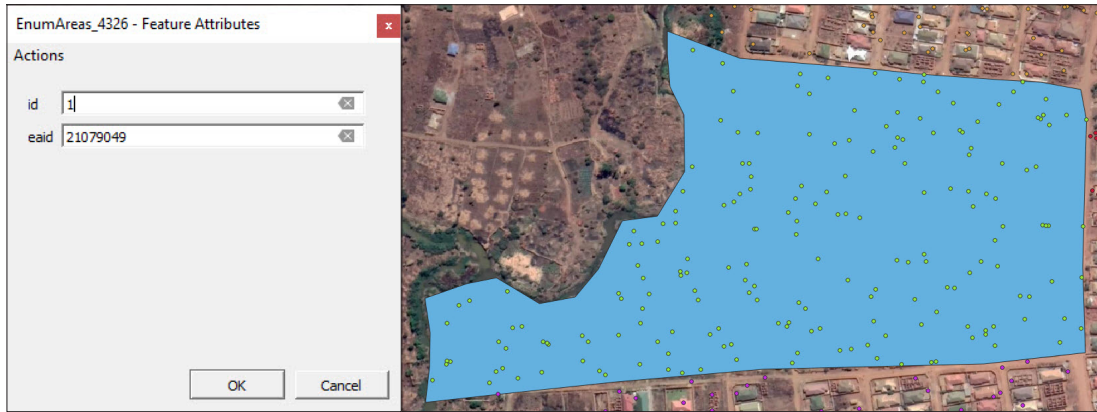 EnumAreas_4326 - Feature Attributes
x
Actions
id 1
eaid 21079049
OK Cancel